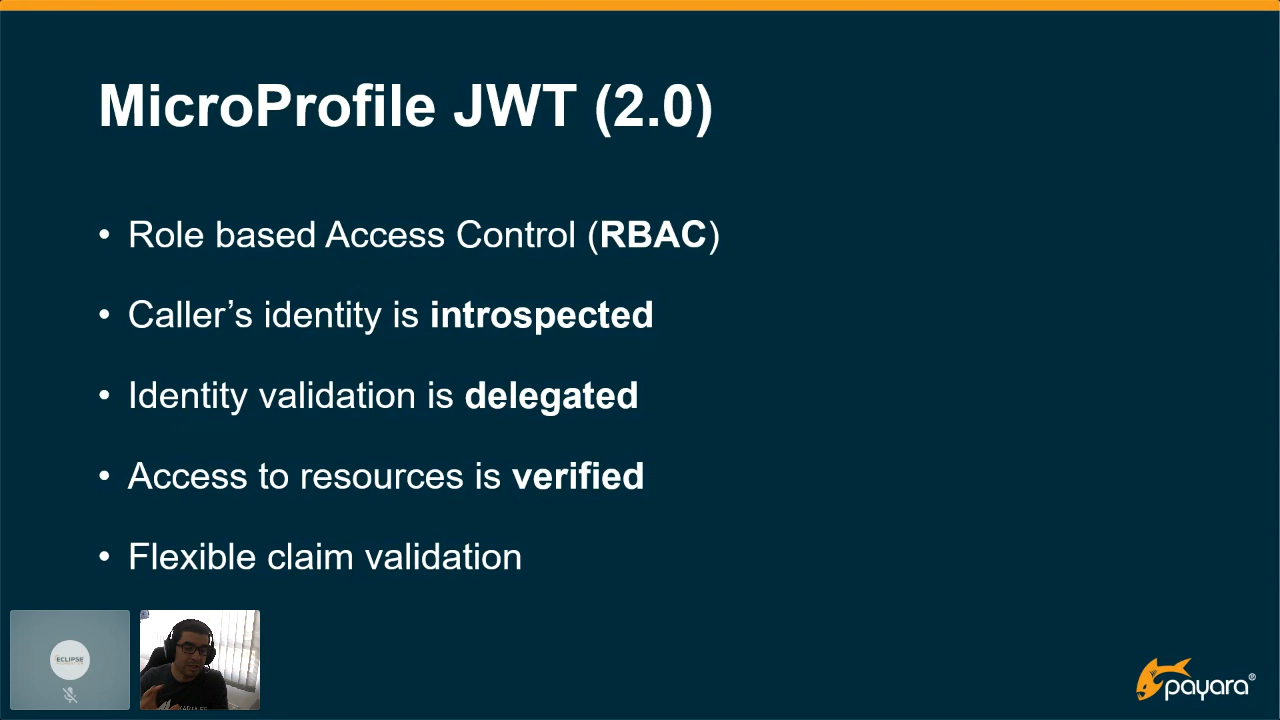 MicroProfile JWT (2.0)
• Role based Access Control (RBAC)
• Caller’s identity is introspected
• Identity validation is delegated
• Access to resources is verified
• Flexible claim validation
ECLIPSE
payara®